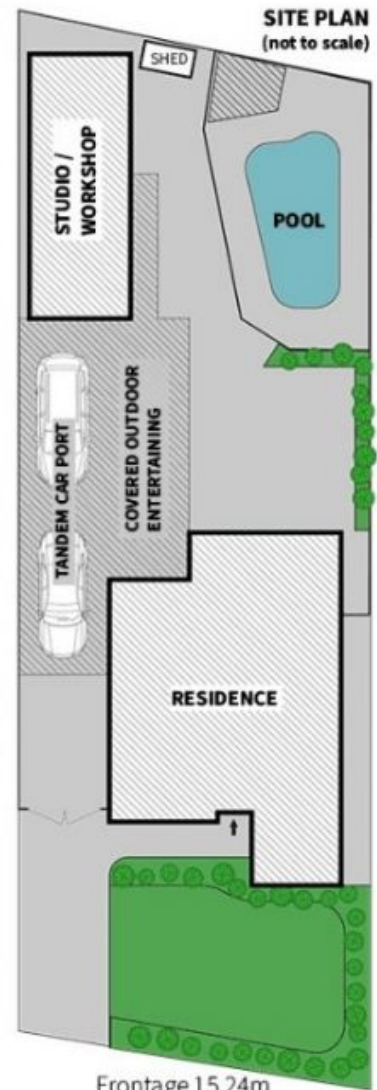 SITE PLAN
(not to scale)
SHED
STUDIO /
WORKSHOP
POOL
TANDEM CAR PORT
COVERED OUTDOOR
ENTERTAINING
RESIDENCE
Frontage 15.24m